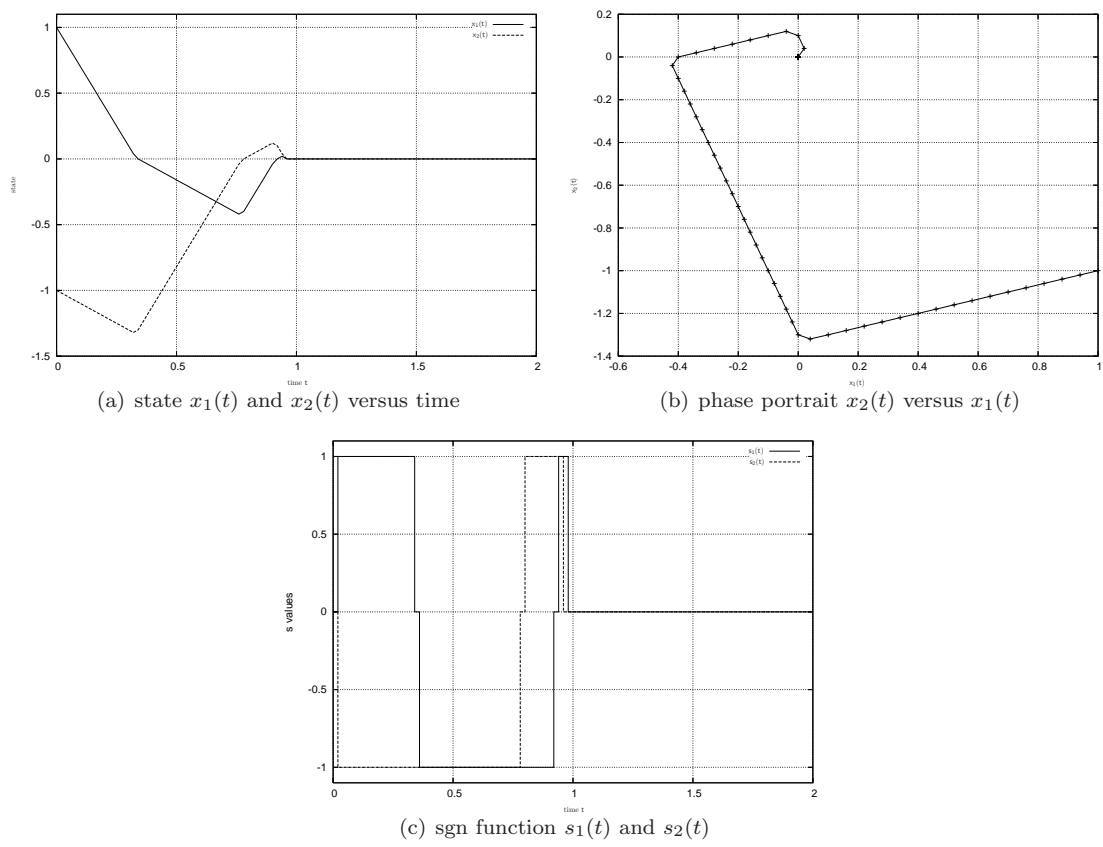 1
0.5
0
-0.5
-1
-1.5
0 0.5 1 1.5 2
state
time t
x₁(t)
x₂(t)
(a) state x₁(t) and x₂(t) versus time
0.2
0
-0.2
-0.4
-0.6
-0.8
-1
-1.2
-1.4
-0.6 -0.4 -0.2 0 0.2 0.4 0.6 0.8 1
x₂(t)
x₁(t)
(b) phase portrait x₂(t) versus x₁(t)
1
0.5
0
-0.5
-1
0 0.5 1 1.5 2
s values
time t
s₁(t)
s₂(t)
(c) sgn function s₁(t) and s₂(t)